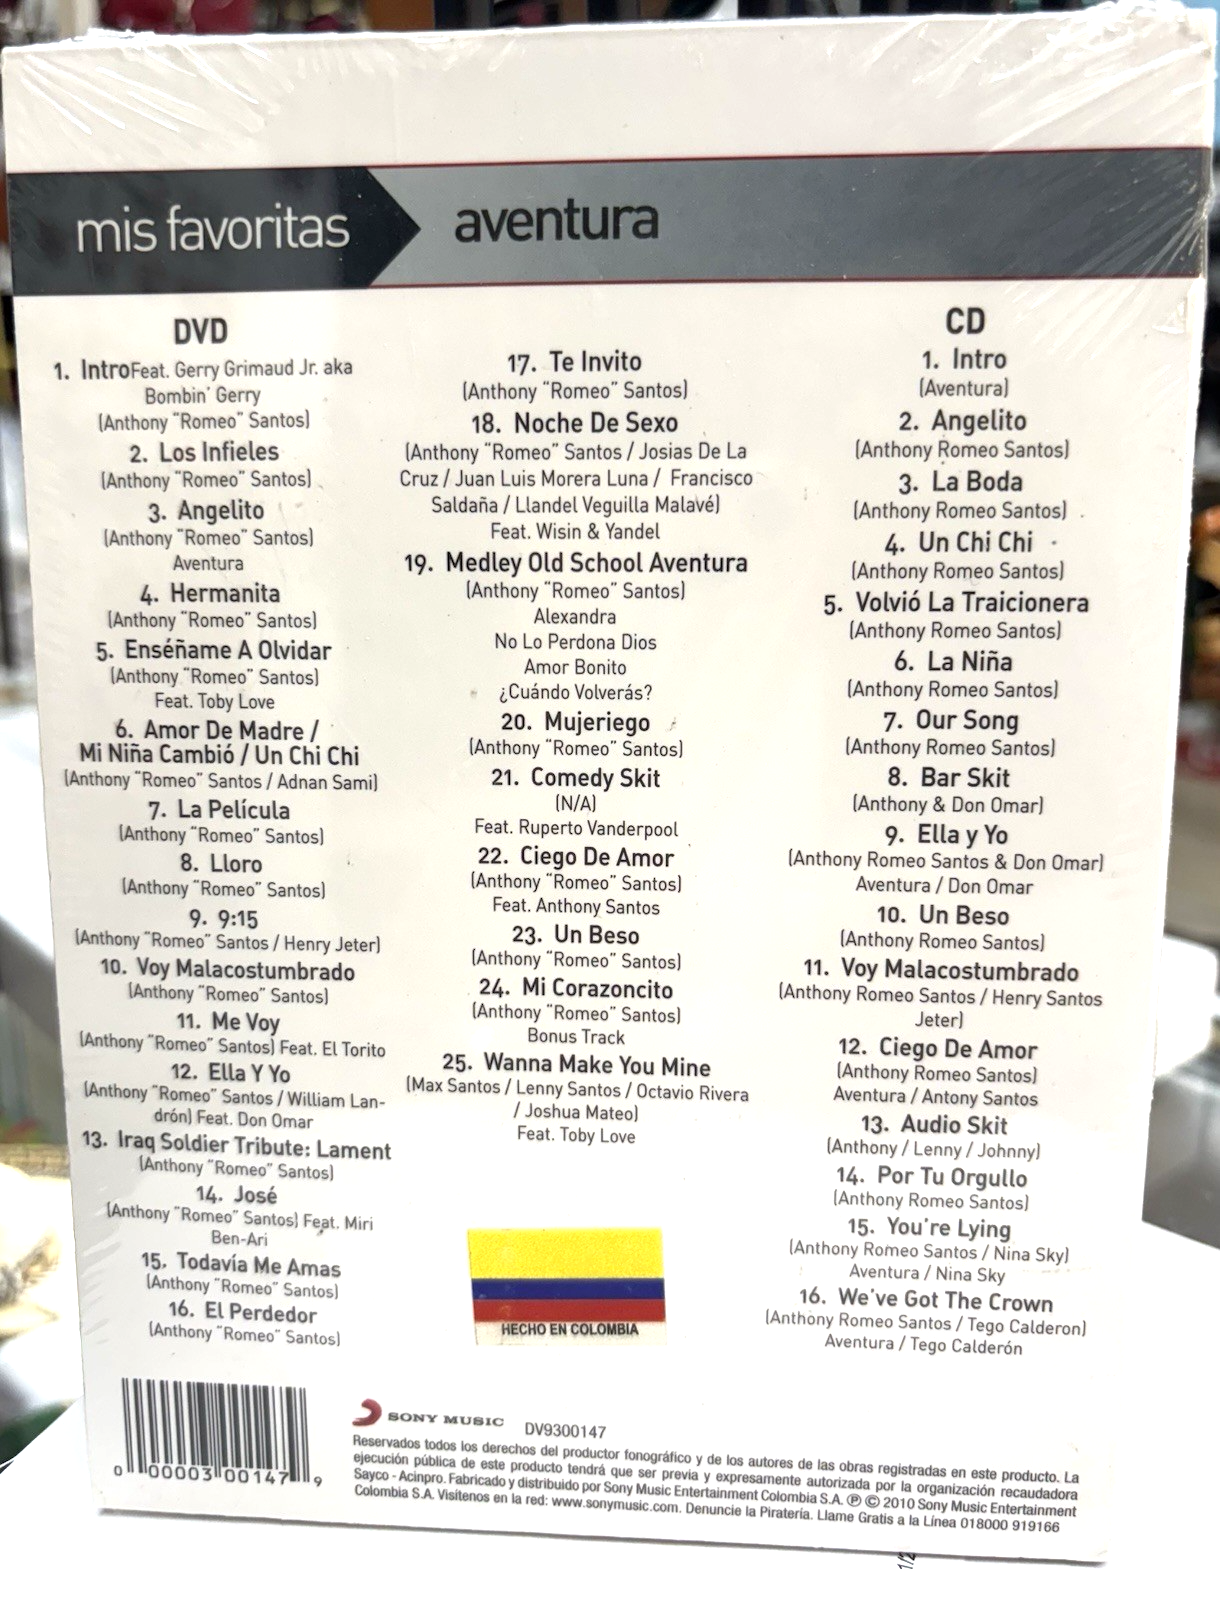 mis favoritas
aventura
DVD
1. Intro Feat. Gerry Grimaud Jr. aka
Bombin' Gerry
(Anthony "Romeo" Santos)
2. Los Infieles
(Anthony "Romeo" Santos)
3. Angelito
(Anthony "Romeo" Santos)
Aventura
4. Hermanita
(Anthony "Romeo" Santos)
5. Enséñame A Olvidar
(Anthony "Romeo" Santos)
Feat. Toby Love
6. Amor De Madre /
Mi Niña Cambió / Un Chi Chi
(Anthony "Romeo" Santos / Adnan Sami)
7. La Película
(Anthony "Romeo" Santos)
8. Lloro
(Anthony "Romeo" Santos)
9. 9:15
(Anthony "Romeo" Santos / Henry Jeter)
10. Voy Malacostumbrado
(Anthony "Romeo" Santos)
11. Me Voy
(Anthony "Romeo" Santos) Feat. El Torito
12. Ella Y Yo
(Anthony "Romeo" Santos / William Lan-
drón) Feat. Don Omar
13. Iraq Soldier Tribute: Lament
(Anthony "Romeo" Santos)
14. José
(Anthony "Romeo" Santos) Feat. Miri
Ben-Ari
15. Todavía Me Amas
(Anthony "Romeo" Santos)
16. El Perdedor
(Anthony "Romeo" Santos)
17. Te Invito
(Anthony "Romeo" Santos)
18. Noche De Sexo
(Anthony "Romeo" Santos / Josias De La
Cruz / Juan Luis Morera Luna / Francisco
Saldaña / Llandel Veguilla Malavé)
Feat. Wisin & Yandel
19. Medley Old School Aventura
(Anthony "Romeo" Santos)
Alexandra
No Lo Perdona Dios
Amor Bonito
¿Cuándo Volverás?
20. Mujeriego
(Anthony "Romeo" Santos)
21. Comedy Skit
(N/A)
Feat. Ruperto Vanderpool
22. Ciego De Amor
(Anthony "Romeo" Santos)
Feat. Anthony Santos
23. Un Beso
(Anthony "Romeo" Santos)
24. Mi Corazoncito
(Anthony "Romeo" Santos)
Bonus Track
25. Wanna Make You Mine
(Max Santos / Lenny Santos / Octavio Rivera
/ Joshua Mateo)
Feat. Toby Love
HECHO EN COLOMBIA
CD
1. Intro
(Aventura)
2. Angelito
(Anthony Romeo Santos)
3. La Boda
(Anthony Romeo Santos)
4. Un Chi Chi
(Anthony Romeo Santos)
5. Volvió La Traicionera
(Anthony Romeo Santos)
6. La Niña
(Anthony Romeo Santos)
7. Our Song
(Anthony Romeo Santos)
8. Bar Skit
(Anthony & Don Omar)
9. Ella y Yo
(Anthony Romeo Santos & Don Omar)
Aventura / Don Omar
10. Un Beso
(Anthony Romeo Santos)
11. Voy Malacostumbrado
(Anthony Romeo Santos / Henry Santos
Jeter)
12. Ciego De Amor
(Anthony Romeo Santos)
Aventura / Antony Santos
13. Audio Skit
(Anthony / Lenny / Johnny)
14. Por Tu Orgullo
(Anthony Romeo Santos)
15. You're Lying
(Anthony Romeo Santos / Nina Sky)
Aventura / Nina Sky
16. We've Got The Crown
(Anthony Romeo Santos / Tego Calderon)
Aventura / Tego Calderón
0 00003 00147 9
SONY MUSIC DV9300147
Reservados todos los derechos del productor fonográfico y de los autores de las obras registradas en este producto. La
ejecución pública de este producto tendrá que ser previa y expresamente autorizada por la organización recaudadora
Sayco - Acinpro. Fabricado y distribuido por Sony Music Entertainment Colombia S.A. ℗ © 2010 Sony Music Entertainment
Colombia S.A. Visítenos en la red: www.sonymusic.com. Denuncie la Piratería. Llame Gratis a la Línea 018000 919166
1/2